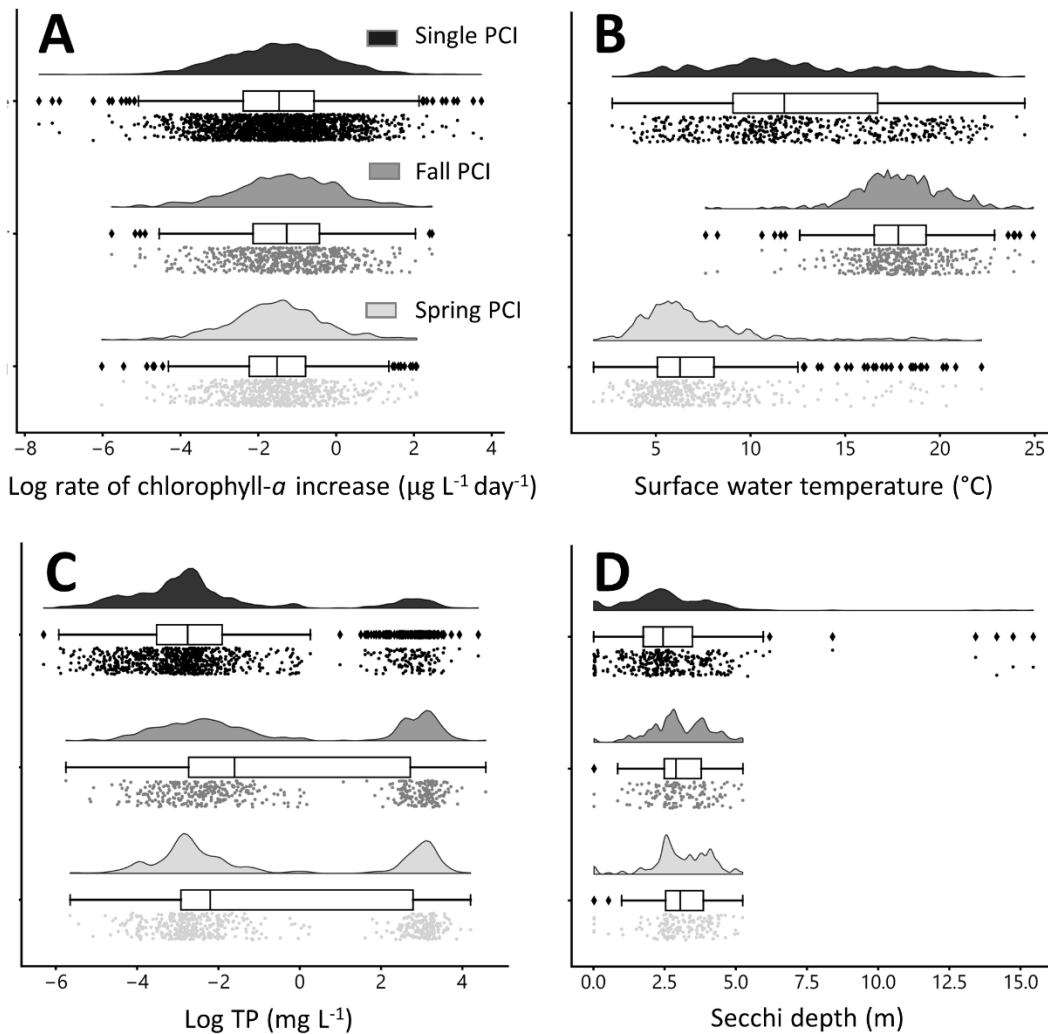 A
Single PCI
Fall PCI
Spring PCI
−8 −6 −4 −2 0 2 4
Log rate of chlorophyll-a increase (µg L⁻¹ day⁻¹)
B
5 10 15 20 25
Surface water temperature (°C)
C
−6 −4 −2 0 2 4
Log TP (mg L⁻¹)
D
0.0 2.5 5.0 7.5 10.0 12.5 15.0
Secchi depth (m)